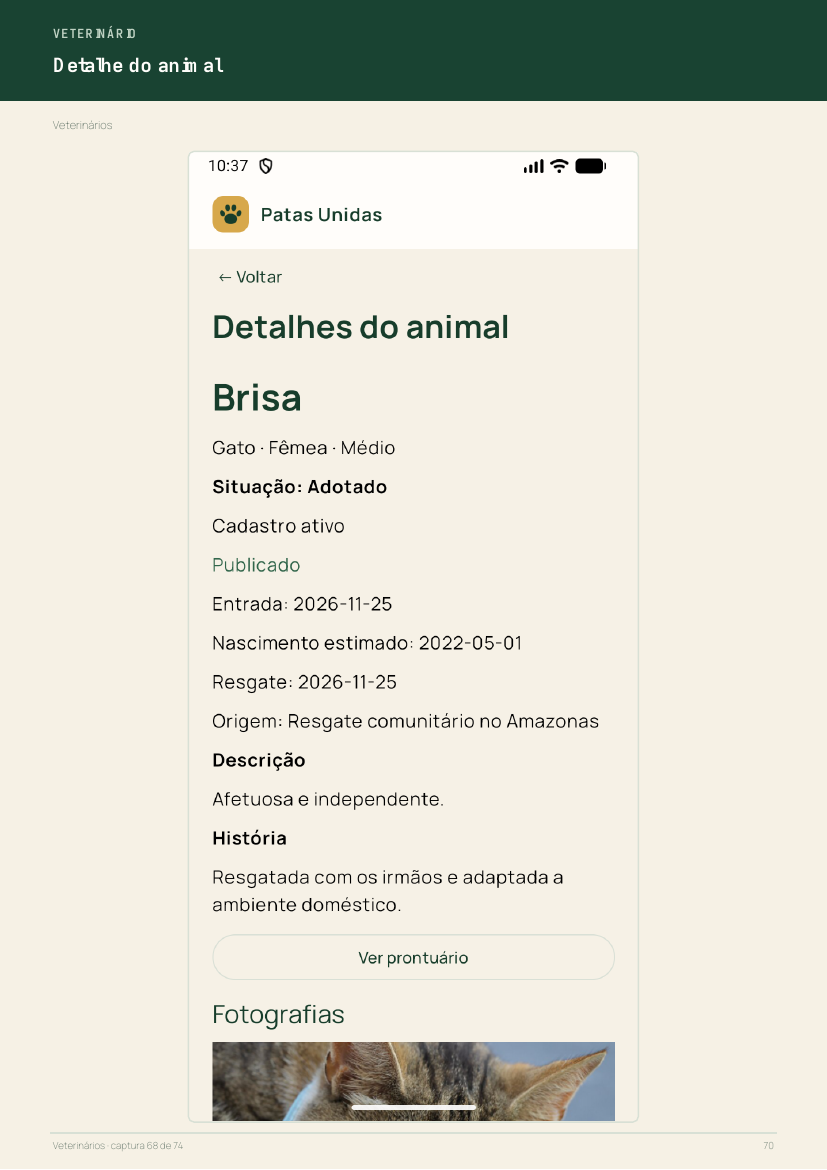 VETERINÁRIO
Detalhe do animal
Veterinários
10:37
Patas Unidas
← Voltar
Detalhes do animal
Brisa
Gato · Fêmea · Médio
Situação: Adotado
Cadastro ativo
Publicado
Entrada: 2026-11-25
Nascimento estimado: 2022-05-01
Resgate: 2026-11-25
Origem: Resgate comunitário no Amazonas
Descrição
Afetuosa e independente.
História
Resgatada com os irmãos e adaptada a
ambiente doméstico.
Ver prontuário
Fotografias
Veterinários · captura 68 de 74
70